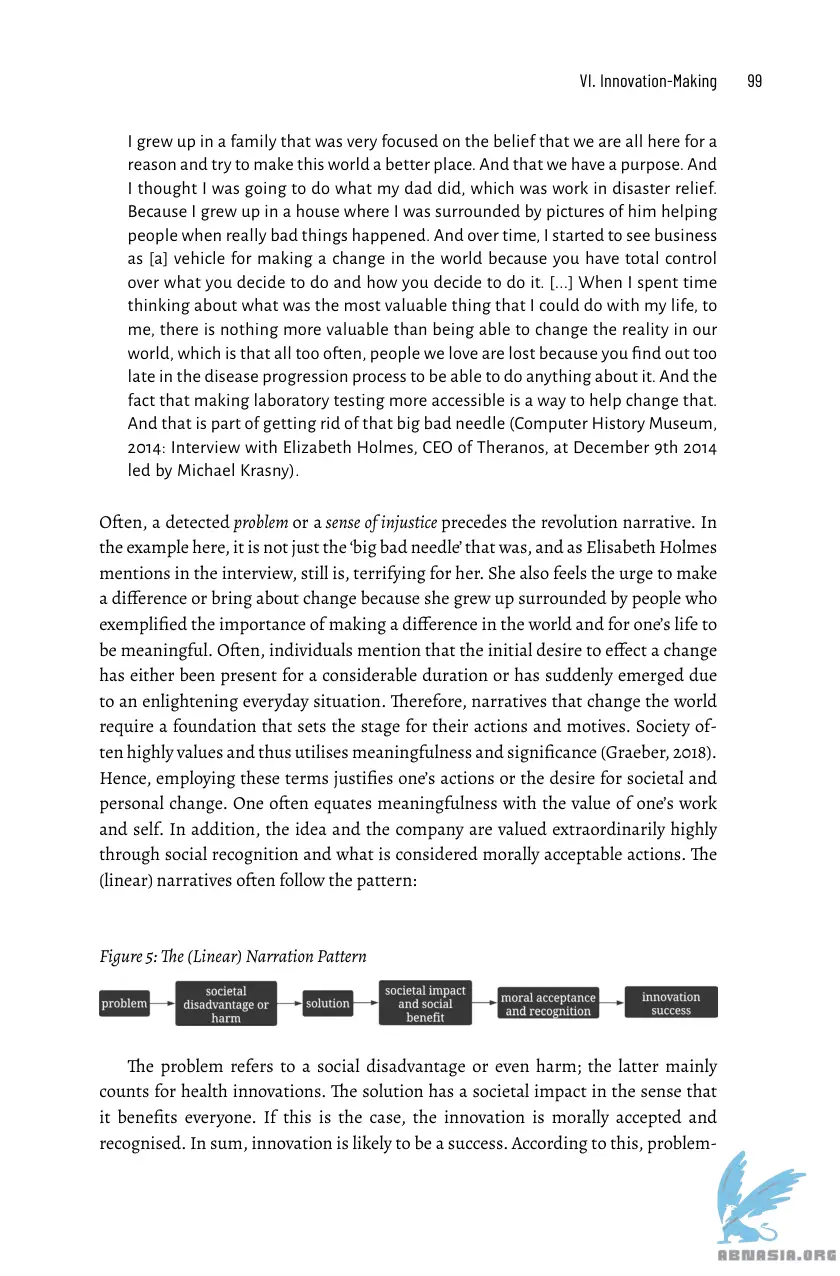 VI. Innovation-Making 99
I grew up in a family that was very focused on the belief that we are all here for a
reason and try to make this world a better place. And that we have a purpose. And
I thought I was going to do what my dad did, which was work in disaster relief.
Because I grew up in a house where I was surrounded by pictures of him helping
people when really bad things happened. And over time, I started to see business
as [a] vehicle for making a change in the world because you have total control
over what you decide to do and how you decide to do it. [...] When I spent time
thinking about what was the most valuable thing that I could do with my life, to
me, there is nothing more valuable than being able to change the reality in our
world, which is that all too often, people we love are lost because you find out too
late in the disease progression process to be able to do anything about it. And the
fact that making laboratory testing more accessible is a way to help change that.
And that is part of getting rid of that big bad needle (Computer History Museum,
2014: Interview with Elizabeth Holmes, CEO of Theranos, at December 9th 2014
led by Michael Krasny).
Often, a detected problem or a sense of injustice precedes the revolution narrative. In
the example here, it is not just the ‘big bad needle’ that was, and as Elisabeth Holmes
mentions in the interview, still is, terrifying for her. She also feels the urge to make
a difference or bring about change because she grew up surrounded by people who
exemplified the importance of making a difference in the world and for one’s life to
be meaningful. Often, individuals mention that the initial desire to effect a change
has either been present for a considerable duration or has suddenly emerged due
to an enlightening everyday situation. Therefore, narratives that change the world
require a foundation that sets the stage for their actions and motives. Society of-
ten highly values and thus utilises meaningfulness and significance (Graeber, 2018).
Hence, employing these terms justifies one’s actions or the desire for societal and
personal change. One often equates meaningfulness with the value of one’s work
and self. In addition, the idea and the company are valued extraordinarily highly
through social recognition and what is considered morally acceptable actions. The
(linear) narratives often follow the pattern:
Figure 5: The (Linear) Narration Pattern
problem
societal
disadvantage or
harm
solution
societal impact
and social
benefit
moral acceptance
and recognition
innovation
success
The problem refers to a social disadvantage or even harm; the latter mainly
counts for health innovations. The solution has a societal impact in the sense that
it benefits everyone. If this is the case, the innovation is morally accepted and
recognised. In sum, innovation is likely to be a success. According to this, problem-
ABNASIA.ORG